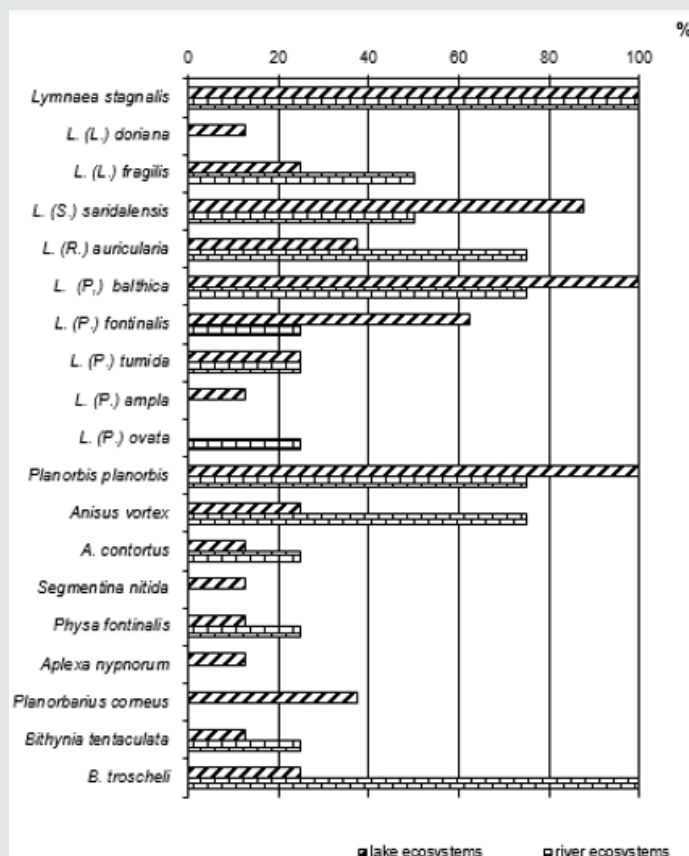 %
0 20 40 60 80 100
Lymnaea stagnalis
L. (L.) doriana
L. (L.) fragilis
L. (S.) saridalensis
L. (R.) auricularia
L. (P,) balthica
L. (P.) fontinalis
L. (P.) tumida
L. (P.) ampla
L. (P.) ovata
Planorbis planorbis
Anisus vortex
A. contortus
Segmentina nitida
Physa fontinalis
Aplexa nypnorum
Planorbarius corneus
Bithynia tentaculata
B. troscheli
lake ecosystems river ecosystems